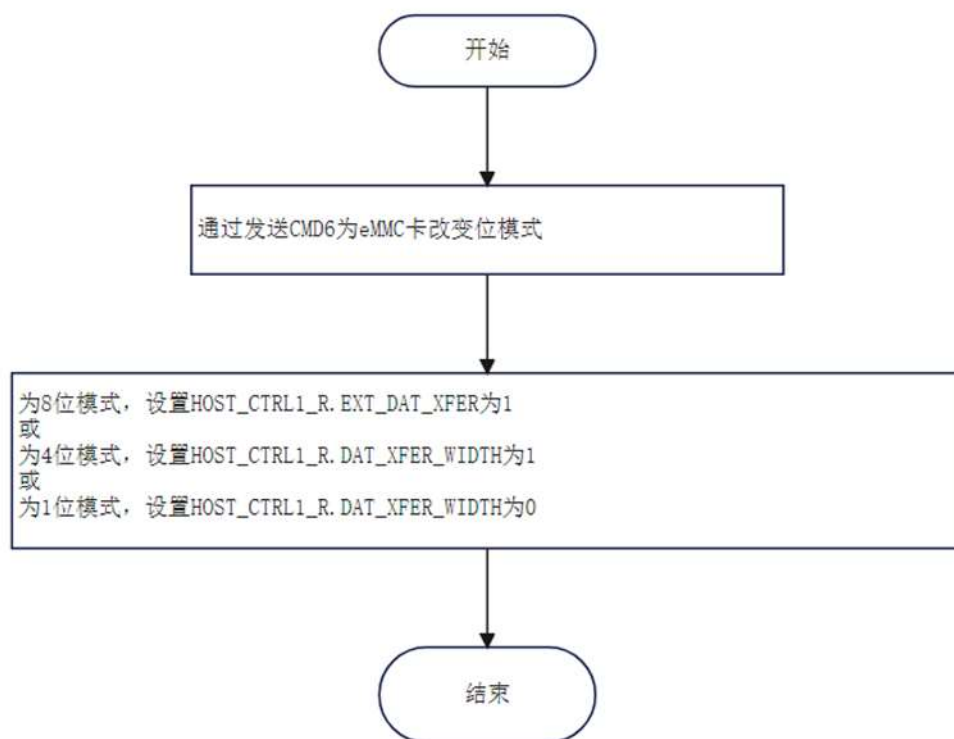 开始
通过发送CMD6为eMMC卡改变位模式
为8位模式，设置HOST_CTRL1_R.EXT_DAT_XFER为1
或
为4位模式，设置HOST_CTRL1_R.DAT_XFER_WIDTH为1
或
为1位模式，设置HOST_CTRL1_R.DAT_XFER_WIDTH为0
结束